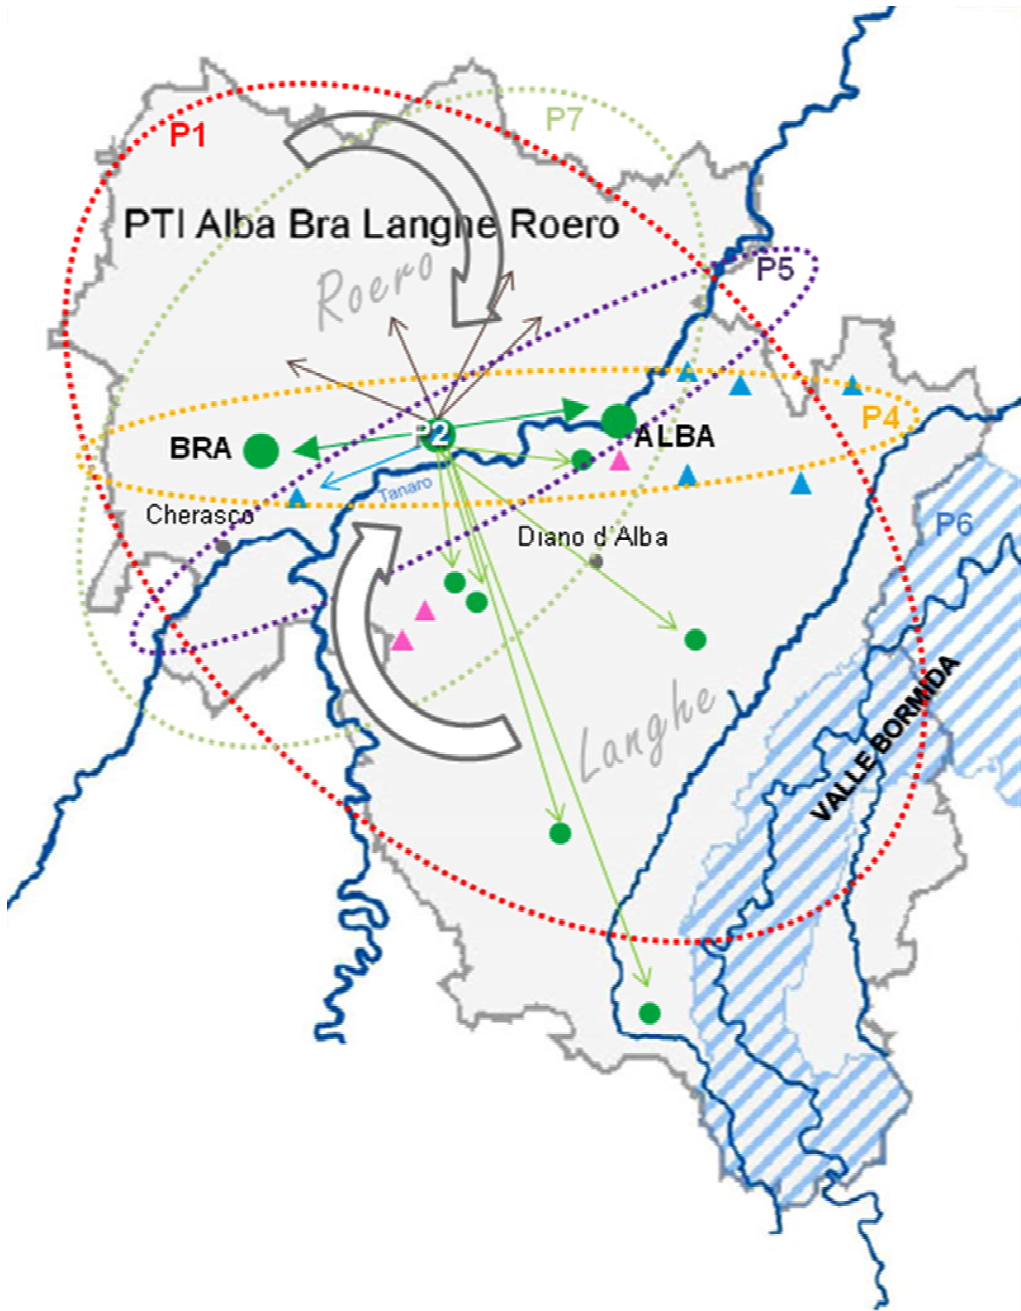 P1
P7
PTI Alba Bra Langhe Roero
Roero
P5
P4
P2
BRA
ALBA
Tanaro
Cherasco
Diano d'Alba
P6
Langhe
VALLE BORMIDA